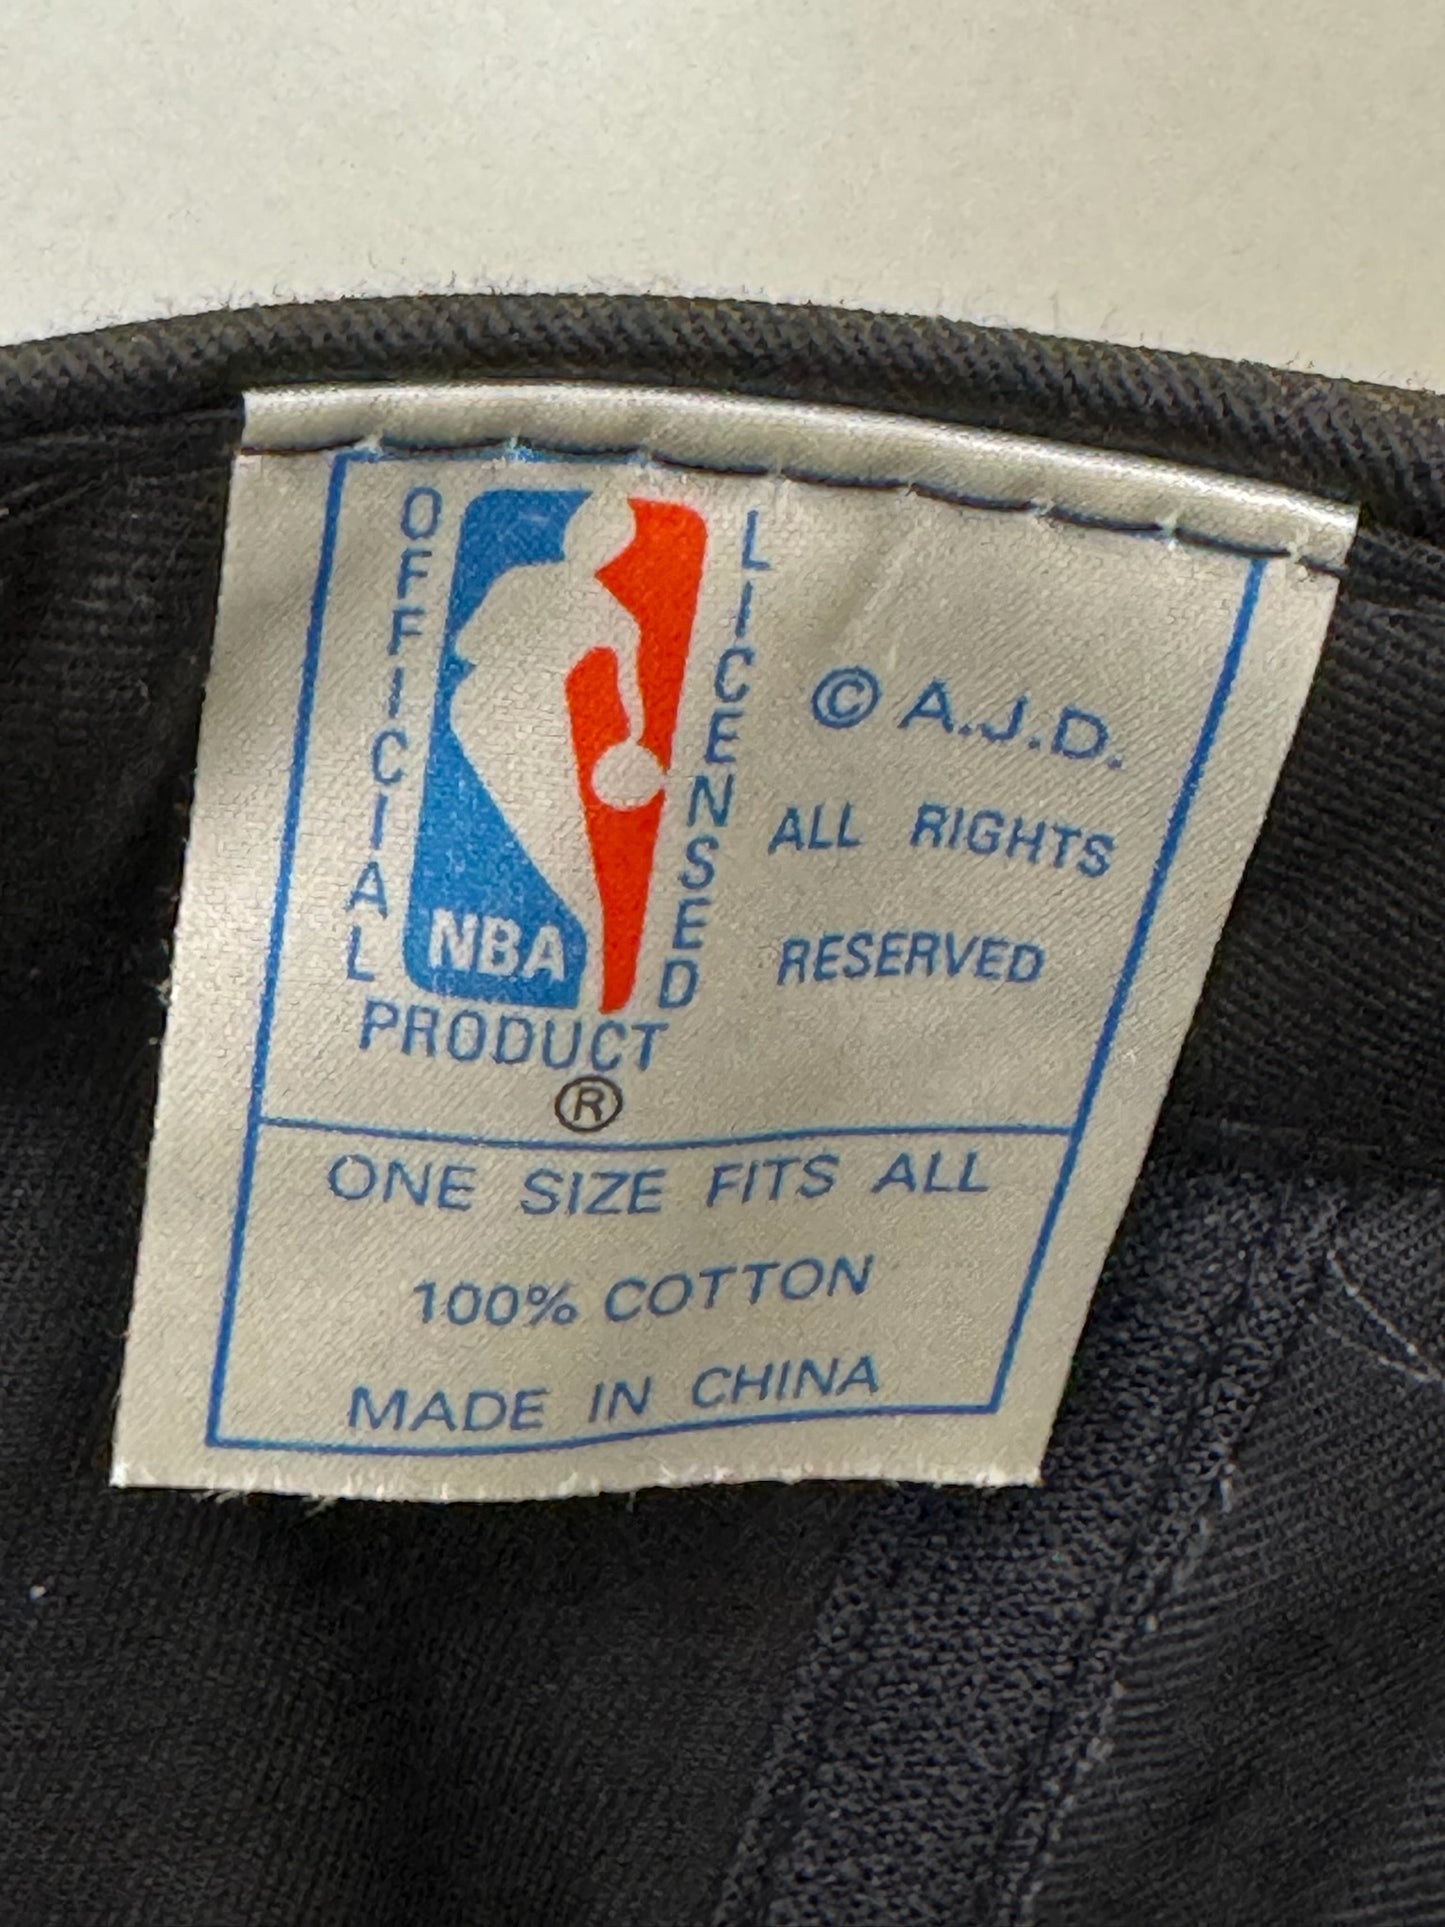 OFFICIAL
NBA
LICENSED
PRODUCT
®
© A.J.D.
ALL RIGHTS
RESERVED
ONE SIZE FITS ALL
100% COTTON
MADE IN CHINA